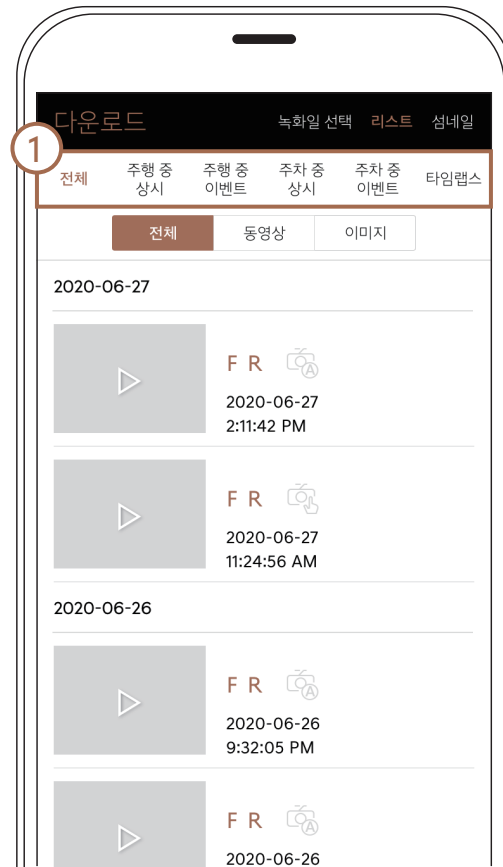 다운로드 녹화일 선택 리스트 섬네일
1
전체 주행 중 상시 주행 중 이벤트 주차 중 상시 주차 중 이벤트 타임랩스
전체 동영상 이미지
2020-06-27
F R A
2020-06-27
2:11:42 PM
F R
2020-06-27
11:24:56 AM
2020-06-26
F R A
2020-06-26
9:32:05 PM
F R A
2020-06-26